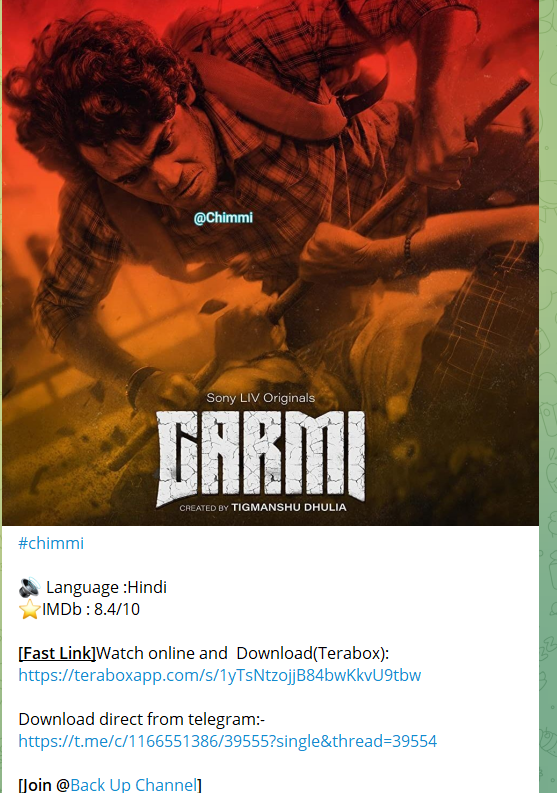 @Chimmi
Sony LIV Originals
GARMI
CREATED BY TIGMANSHU DHULIA
#chimmi
Language :Hindi
IMDb : 8.4/10
[Fast Link]Watch online and Download(Terabox):
https://teraboxapp.com/s/1yTsNtzojjB84bwKkvU9tbw
Download direct from telegram:-
https://t.me/c/1166551386/39555?single&thread=39554
[Join @Back Up Channel]